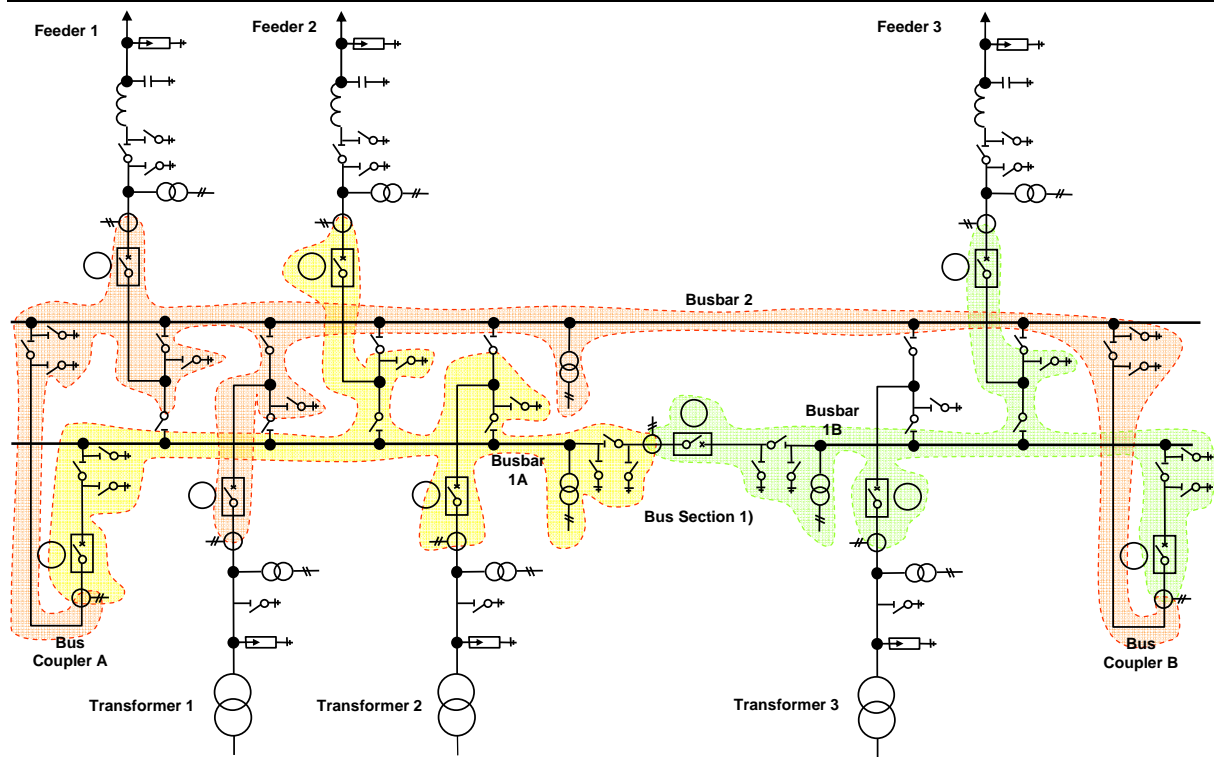 Feeder 1
Feeder 2
Feeder 3
Busbar 2
Busbar
1B
Busbar
1A
Bus Section 1)
Bus
Coupler A
Bus
Coupler B
Transformer 1
Transformer 2
Transformer 3